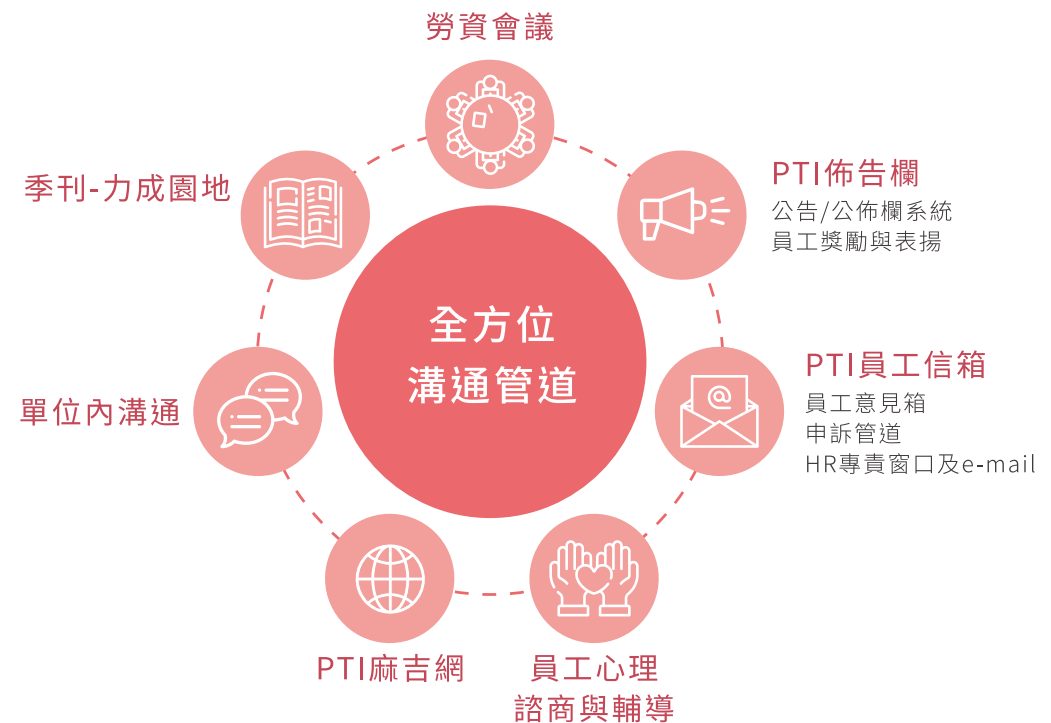 勞資會議
季刊-力成園地
PTI佈告欄
公告/公佈欄系統
員工獎勵與表揚
全方位
溝通管道
PTI員工信箱
員工意見箱
申訴管道
HR專責窗口及e-mail
單位內溝通
PTI麻吉網
員工心理
諮商與輔導